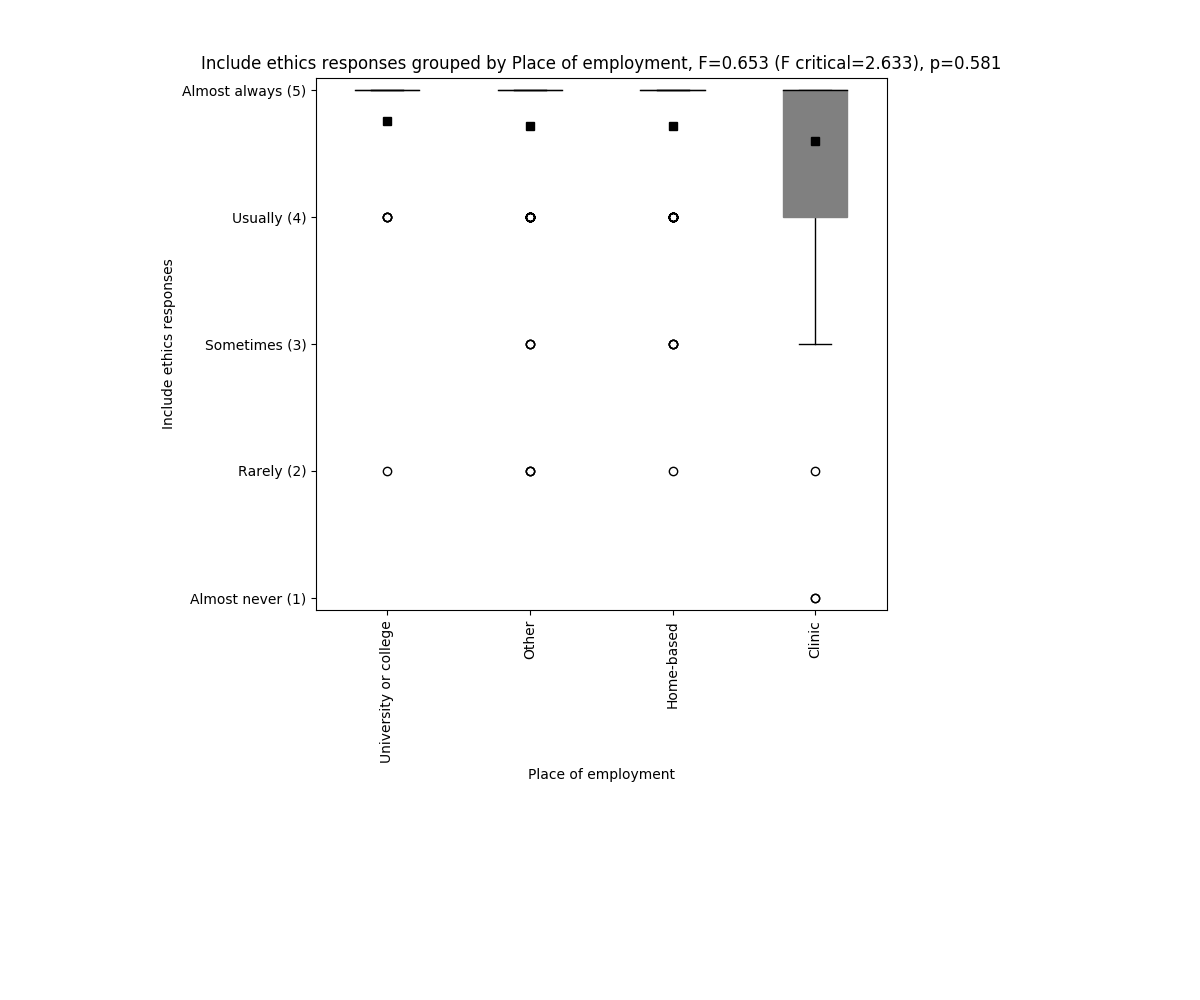 Include ethics responses grouped by Place of employment, F=0.653 (F critical=2.633), p=0.581
Almost always (5)
Usually (4)
Sometimes (3)
Rarely (2)
Almost never (1)
Include ethics responses
University or college
Other
Home-based
Clinic
Place of employment